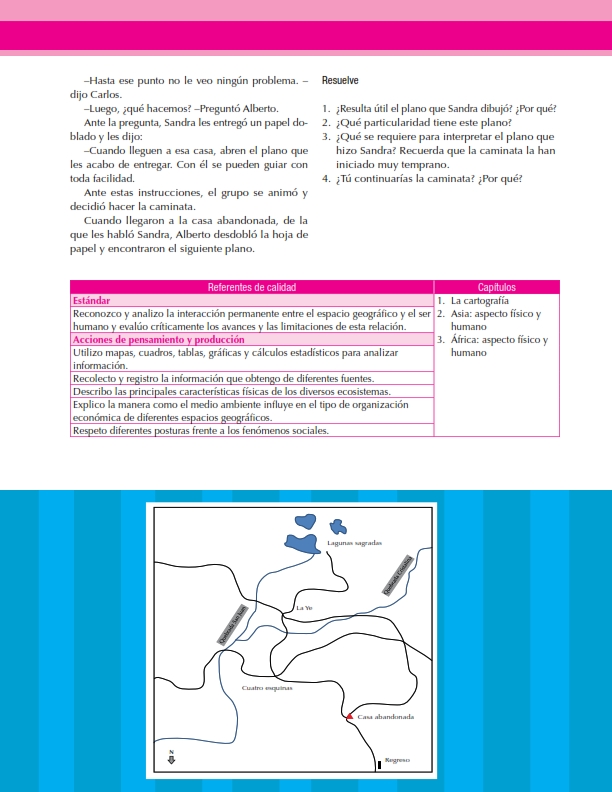 –Hasta ese punto no le veo ningún problema. –
dijo Carlos.
–Luego, ¿qué hacemos? –Preguntó Alberto.
Ante la pregunta, Sandra les entregó un papel do-
blado y les dijo:
–Cuando lleguen a esa casa, abren el plano que
les acabo de entregar. Con él se pueden guiar con
toda facilidad.
Ante estas instrucciones, el grupo se animó y
decidió hacer la caminata.
Cuando llegaron a la casa abandonada, de la
que les habló Sandra, Alberto desdobló la hoja de
papel y encontraron el siguiente plano.
Resuelve
1. ¿Resulta útil el plano que Sandra dibujó? ¿Por qué?
2. ¿Qué particularidad tiene este plano?
3. ¿Qué se requiere para interpretar el plano que
hizo Sandra? Recuerda que la caminata la han
iniciado muy temprano.
4. ¿Tú continuarías la caminata? ¿Por qué?
Referentes de calidad
Estándar
Reconozco y analizo la interacción permanente entre el espacio geográfico y el ser
humano y evalúo críticamente los avances y las limitaciones de esta relación.
Acciones de pensamiento y producción
Utilizo mapas, cuadros, tablas, gráficas y cálculos estadísticos para analizar
información.
Recolecto y registro la información que obtengo de diferentes fuentes.
Describo las principales características físicas de los diversos ecosistemas.
Explico la manera como el medio ambiente influye en el tipo de organización
económica de diferentes espacios geográficos.
Respeto diferentes posturas frente a los fenómenos sociales.
Capítulos
1. La cartografía
2. Asia: aspecto físico y
humano
3. África: aspecto físico y
humano
Lagunas sagradas
Quebrada Cristalina
La Ye
Quebrada San Juan
Cuatro esquinas
Casa abandonada
N
Regreso